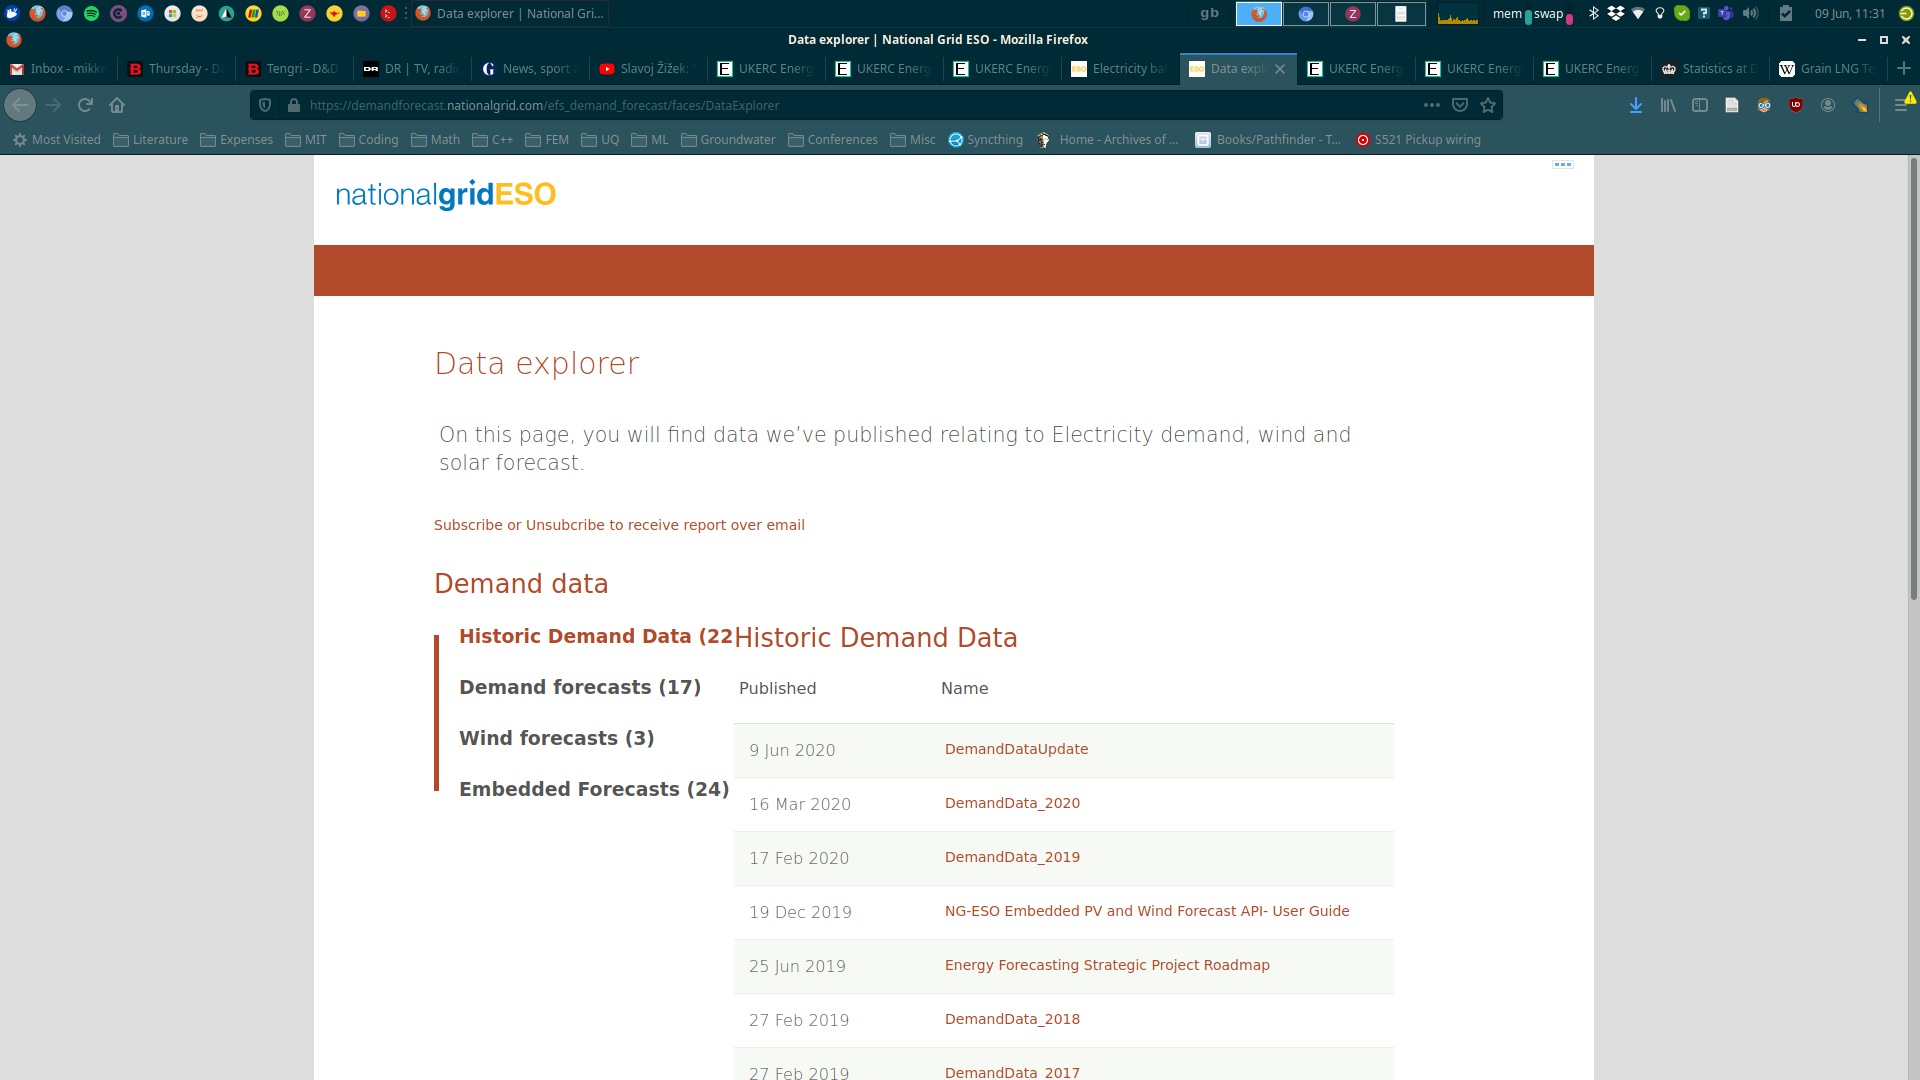 Data explorer | National Gri...
gb
mem swap
09 Jun, 11:31
Data explorer | National Grid ESO - Mozilla Firefox
Inbox - mikke
Thursday - D
Tengri - D&D
DR | TV, radio
News, sport a
Slavoj Žižek:
UKERC Energ
UKERC Energ
UKERC Energ
Electricity bal
Data explo
UKERC Energ
UKERC Energ
UKERC Energ
Statistics at D
Grain LNG Te
https://demandforecast.nationalgrid.com/efs_demand_forecast/faces/DataExplorer
Most Visited
Literature
Expenses
MIT
Coding
Math
C++
FEM
UQ
ML
Groundwater
Conferences
Misc
Syncthing
Home - Archives of ...
Books/Pathfinder - T...
S521 Pickup wiring
nationalgridESO
Data explorer
On this page, you will find data we’ve published relating to Electricity demand, wind and
solar forecast.
Subscribe or Unsubcribe to receive report over email
Demand data
Historic Demand Data (22
Demand forecasts (17)
Wind forecasts (3)
Embedded Forecasts (24)
Historic Demand Data
Published Name
9 Jun 2020 DemandDataUpdate
16 Mar 2020 DemandData_2020
17 Feb 2020 DemandData_2019
19 Dec 2019 NG-ESO Embedded PV and Wind Forecast API- User Guide
25 Jun 2019 Energy Forecasting Strategic Project Roadmap
27 Feb 2019 DemandData_2018
27 Feb 2019 DemandData_2017